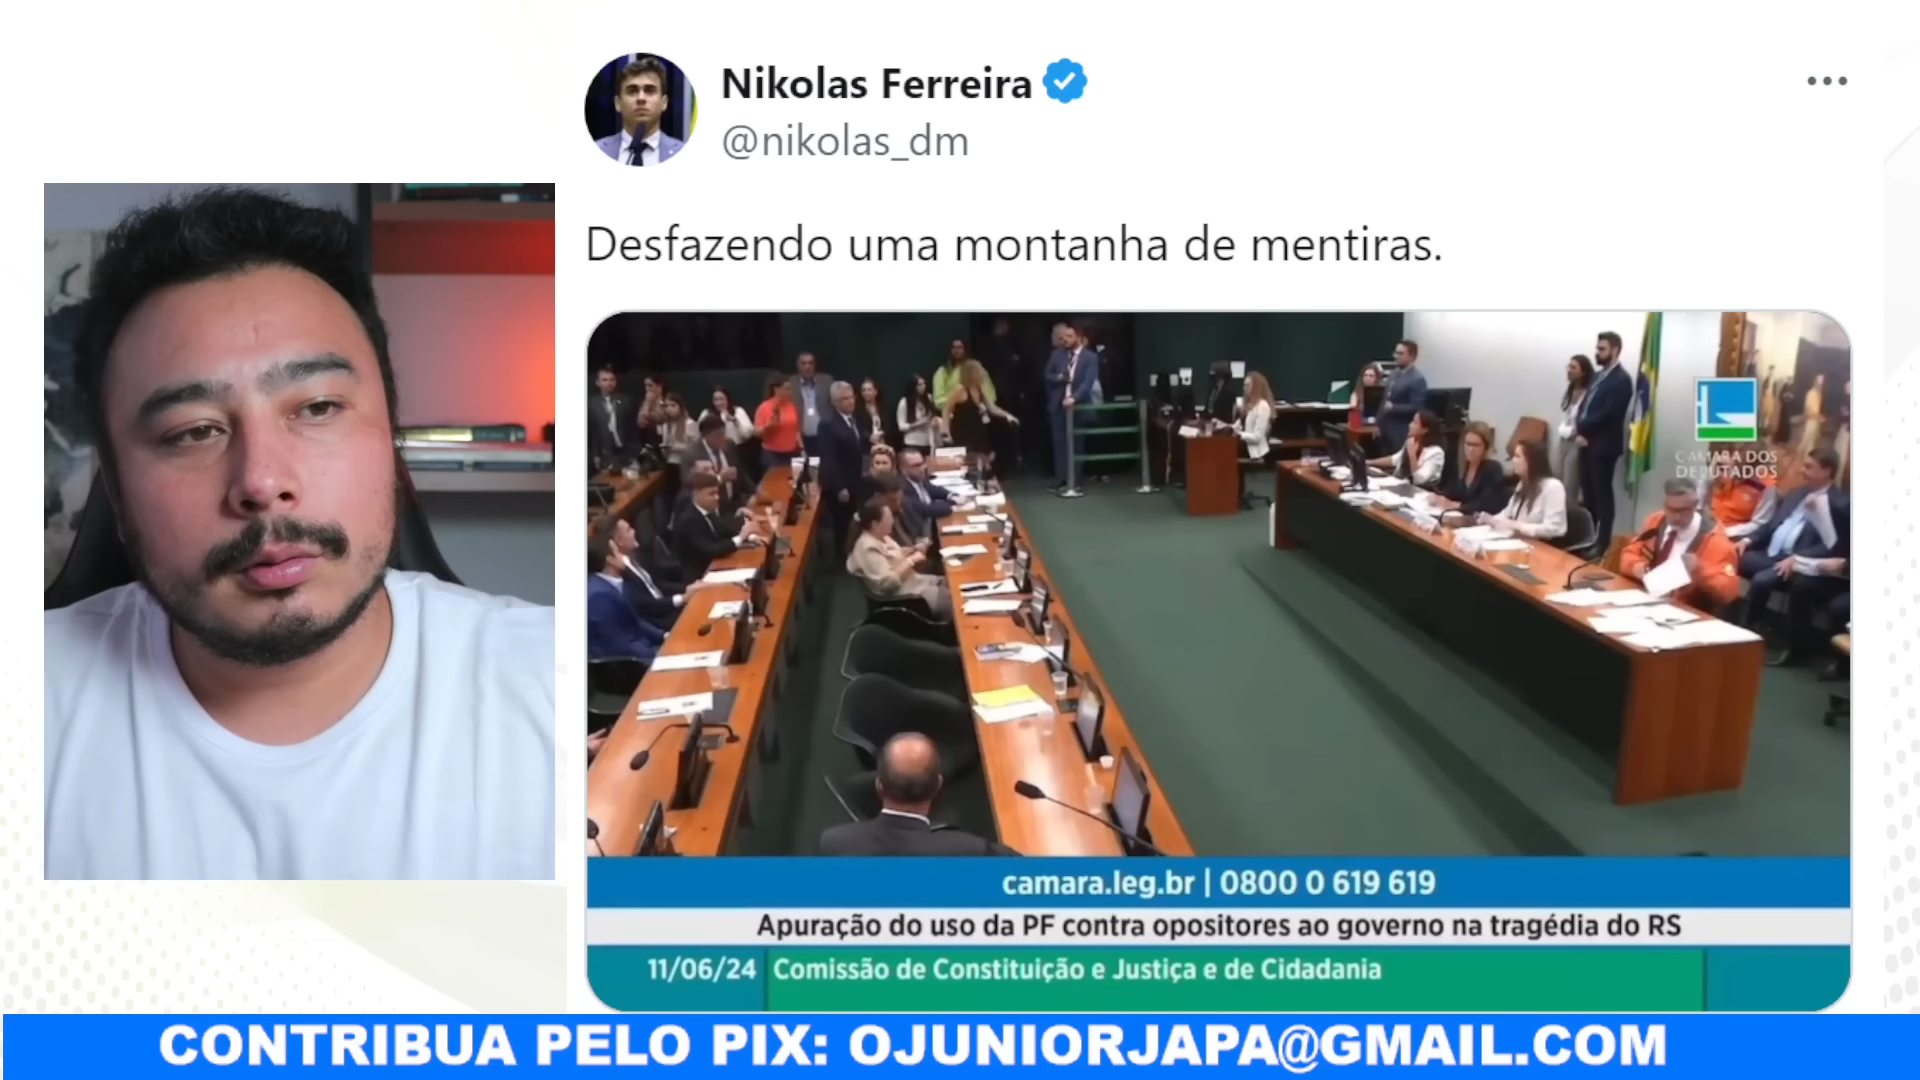 Nikolas Ferreira
@nikolas_dm
Desfazendo uma montanha de mentiras.
CÂMARA DOS
DEPUTADOS
camara.leg.br | 0800 0 619 619
Apuração do uso da PF contra opositores ao governo na tragédia do RS
11/06/24 Comissão de Constituição e Justiça e de Cidadania
CONTRIBUA PELO PIX: OJUNIORJAPA@GMAIL.COM